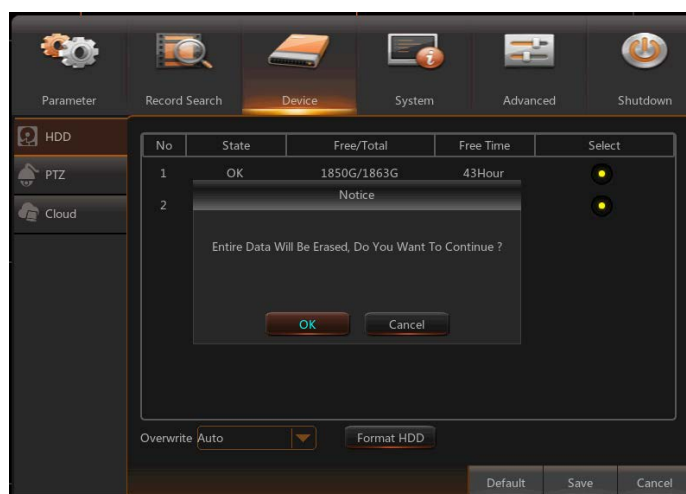 Parameter Record Search Device System Advanced Shutdown
HDD
PTZ
Cloud
No State Free/Total Free Time Select
1 OK 1850G/1863G 43Hour
2
Notice
Entire Data Will Be Erased, Do You Want To Continue ?
OK Cancel
Overwrite Auto Format HDD
Default Save Cancel